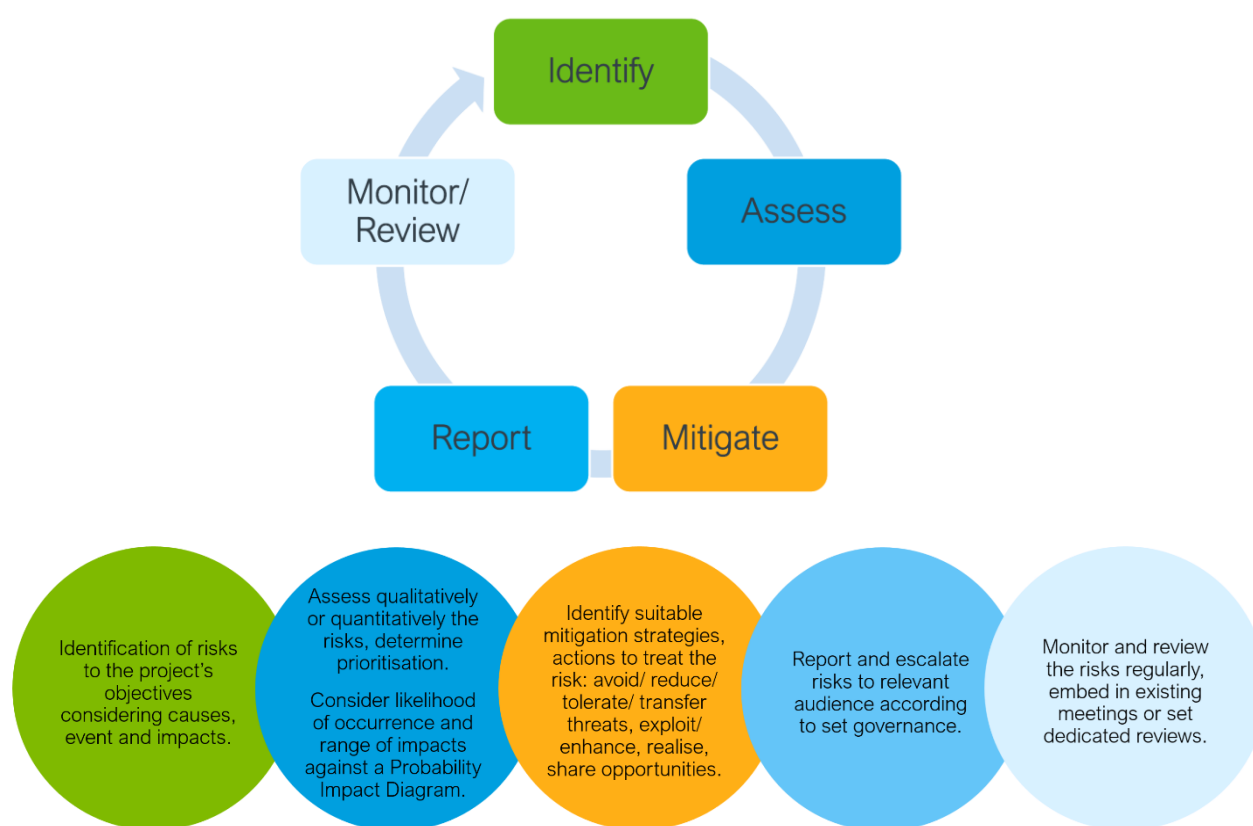 Identify
Assess
Mitigate
Report
Monitor/
Review
Identification of risks
to the project's
objectives
considering causes,
event and impacts.
Assess qualitatively
or quantitatively the
risks, determine
prioritisation.
Consider likelihood
of occurrence and
range of impacts
against a Probability
Impact Diagram.
Identify suitable
mitigation strategies,
actions to treat the
risk: avoid/ reduce/
tolerate/ transfer
threats, exploit/
enhance, realise,
share opportunities.
Report and escalate
risks to relevant
audience according
to set governance.
Monitor and review
the risks regularly,
embed in existing
meetings or set
dedicated reviews.